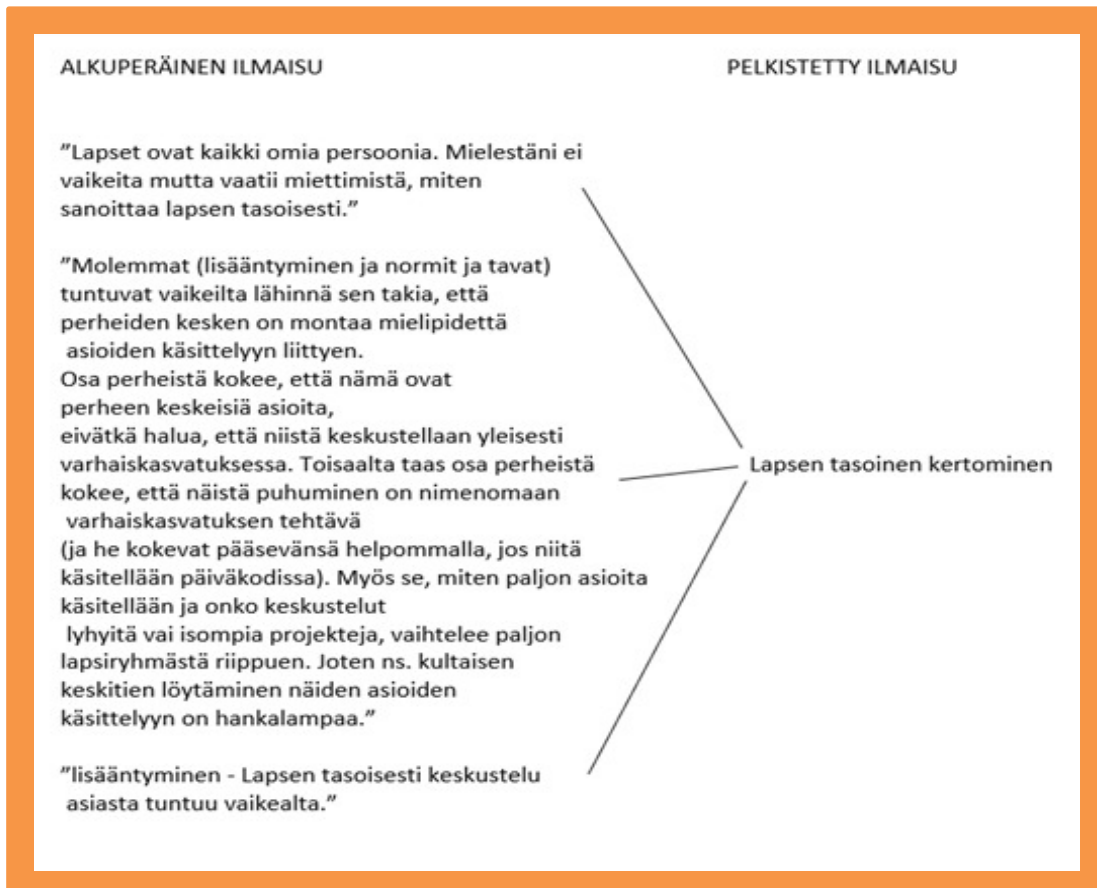 ALKUPERÄINEN ILMAISU
PELKISTETTY ILMAISU
”Lapset ovat kaikki omia persoonia. Mielestäni ei
vaikeita mutta vaatii miettimistä, miten
sanoittaa lapsen tasoisesti.”
”Molemmat (lisääntyminen ja normit ja tavat)
tuntuvat vaikeilta lähinnä sen takia, että
perheiden kesken on montaa mielipidettä
asioiden käsittelyyn liittyen.
Osa perheistä kokee, että nämä ovat
perheen keskeisiä asioita,
eivätkä halua, että niistä keskustellaan yleisesti
varhaiskasvatuksessa. Toisaalta taas osa perheistä
kokee, että näistä puhuminen on nimenomaan
varhaiskasvatuksen tehtävä
(ja he kokevat pääsevänsä helpommalla, jos niitä
käsitellään päiväkodissa). Myös se, miten paljon asioita
käsitellään ja onko keskustelut
lyhyitä vai isompia projekteja, vaihtelee paljon
lapsiryhmästä riippuen. Joten ns. kultaisen
keskitien löytäminen näiden asioiden
käsittelyyn on hankalampaa.”
”lisääntyminen - Lapsen tasoisesti keskustelu
asiasta tuntuu vaikealta.”
Lapsen tasoinen kertominen